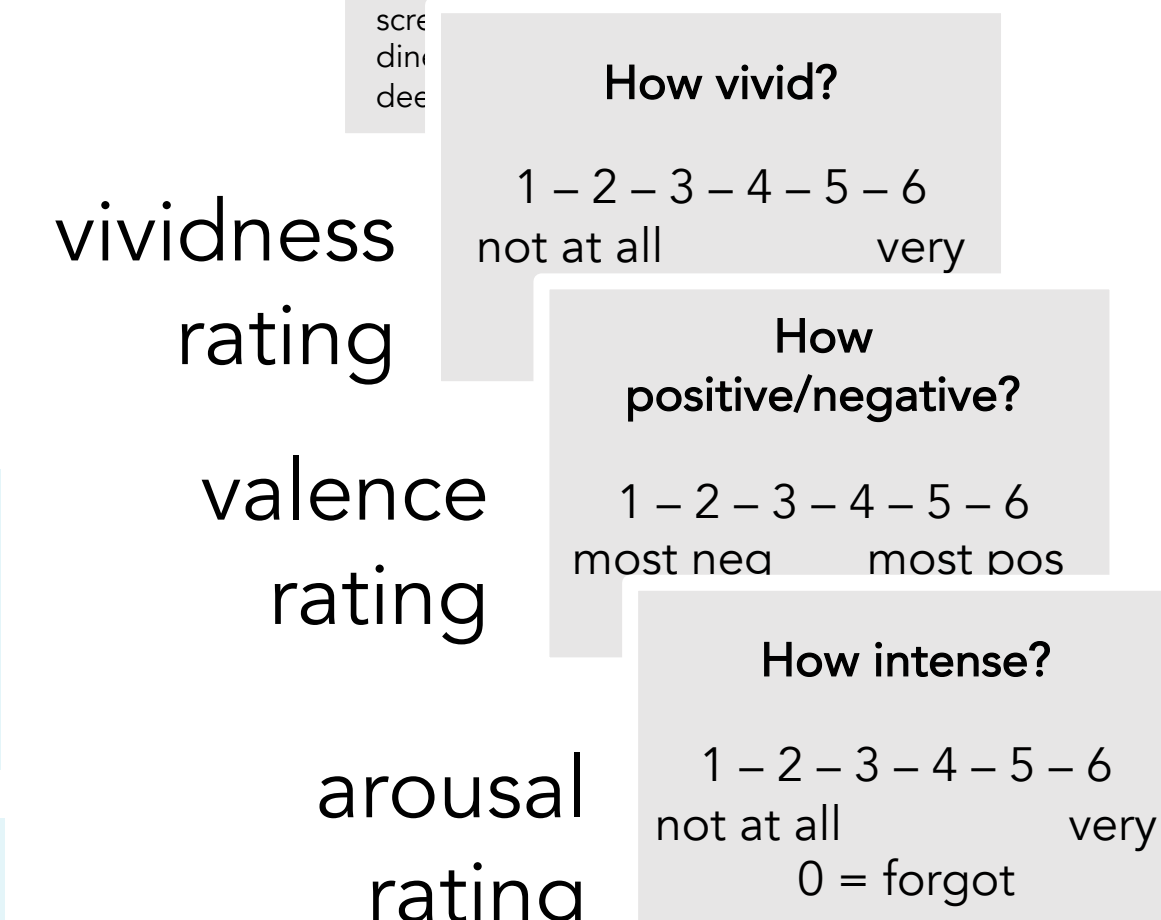 How vivid?
1 – 2 – 3 – 4 – 5 – 6
not at all very
vividness
rating
How
positive/negative?
1 – 2 – 3 – 4 – 5 – 6
most neg most pos
valence
rating
How intense?
1 – 2 – 3 – 4 – 5 – 6
not at all very
0 = forgot
arousal
rating